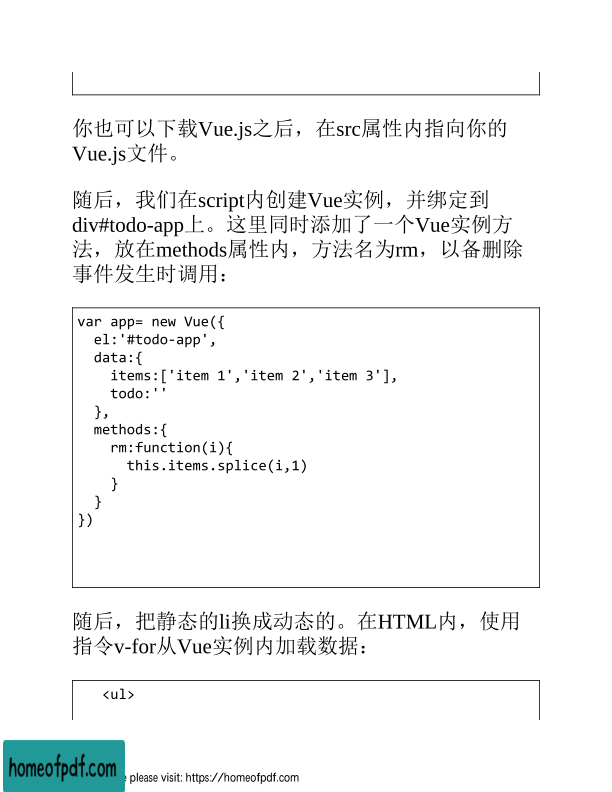 你也可以下载Vue.js之后，在src属性内指向你的
Vue.js文件。
随后，我们在script内创建Vue实例，并绑定到
div#todo-app上。这里同时添加了一个Vue实例方
法，放在methods属性内，方法名为rm，以备删除
事件发生时调用：
var app= new Vue({
  el:'#todo-app',
  data:{
    items:['item 1','item 2','item 3'],
    todo:''
  },
  methods:{
    rm:function(i){
      this.items.splice(i,1)
    }
  }
})
随后，把静态的li换成动态的。在HTML内，使用
指令v-for从Vue实例内加载数据：
   <ul>
homeofpdf.com
please visit: https://homeofpdf.com